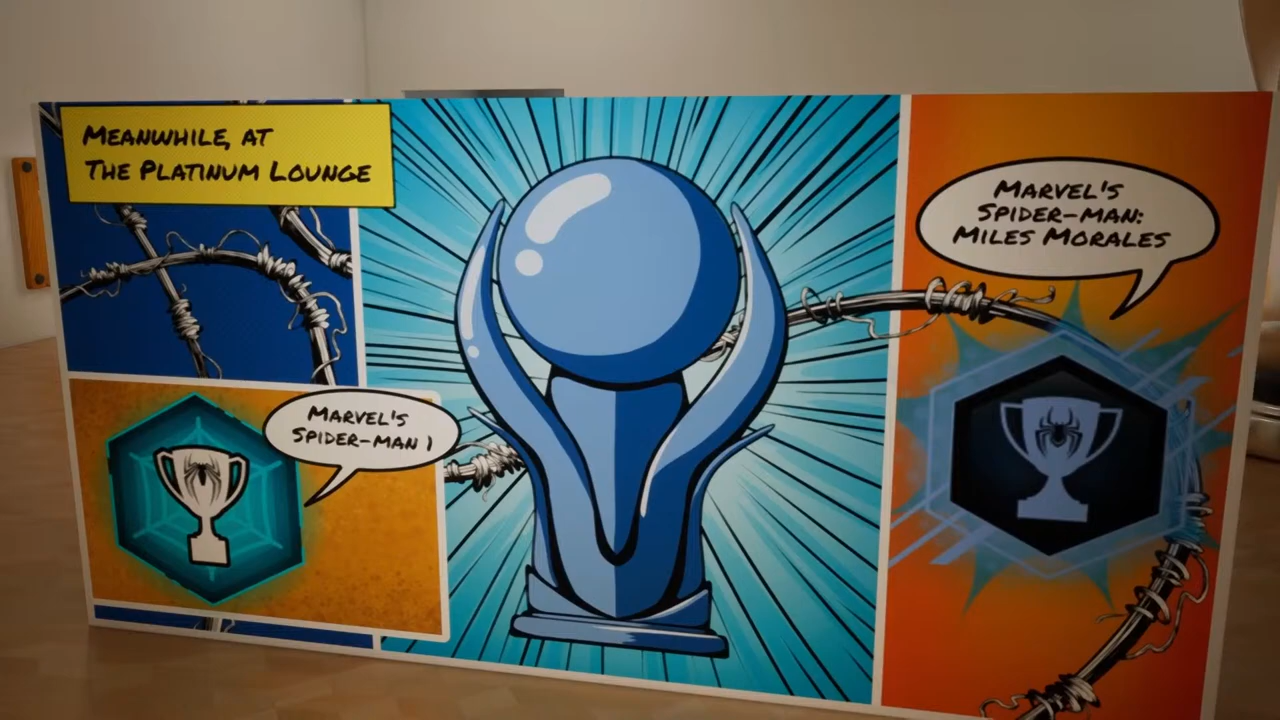 MEANWHILE, AT
THE PLATINUM LOUNGE
MARVEL'S
SPIDER-MAN 1
MARVEL'S
SPIDER-MAN:
MILES MORALES